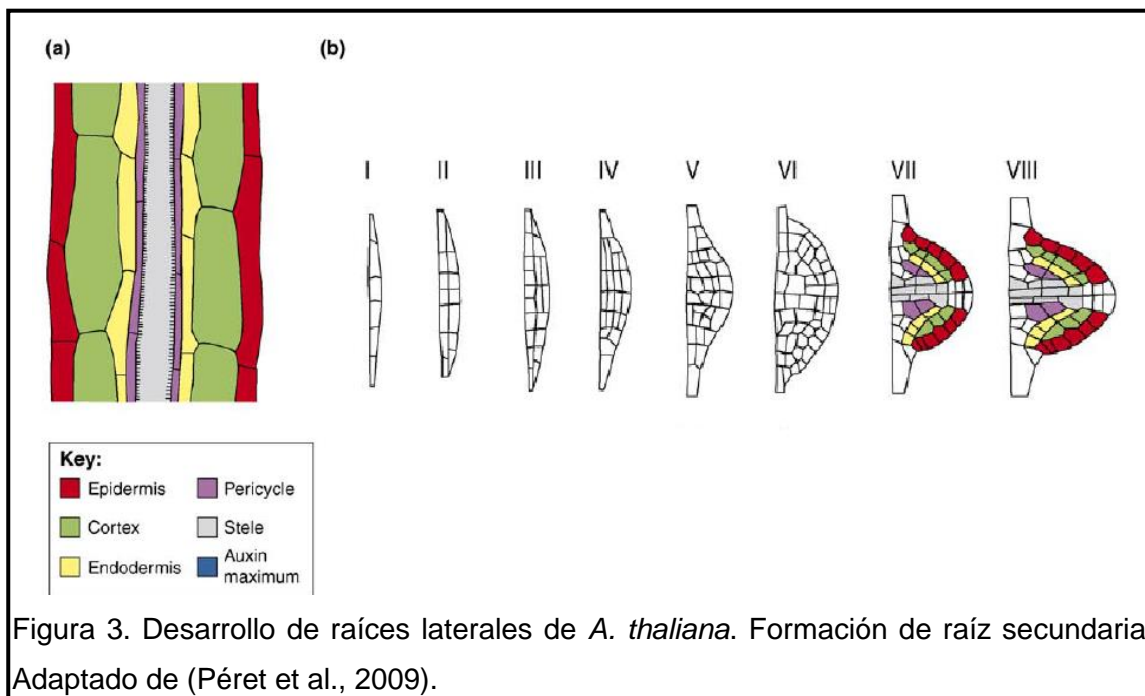 (a)
(b)
I II III IV V VI VII VIII
Key:
Epidermis
Pericycle
Cortex
Stele
Endodermis
Auxin
maximum
Figura 3. Desarrollo de raíces laterales de A. thaliana. Formación de raíz secundaria
Adaptado de (Péret et al., 2009).